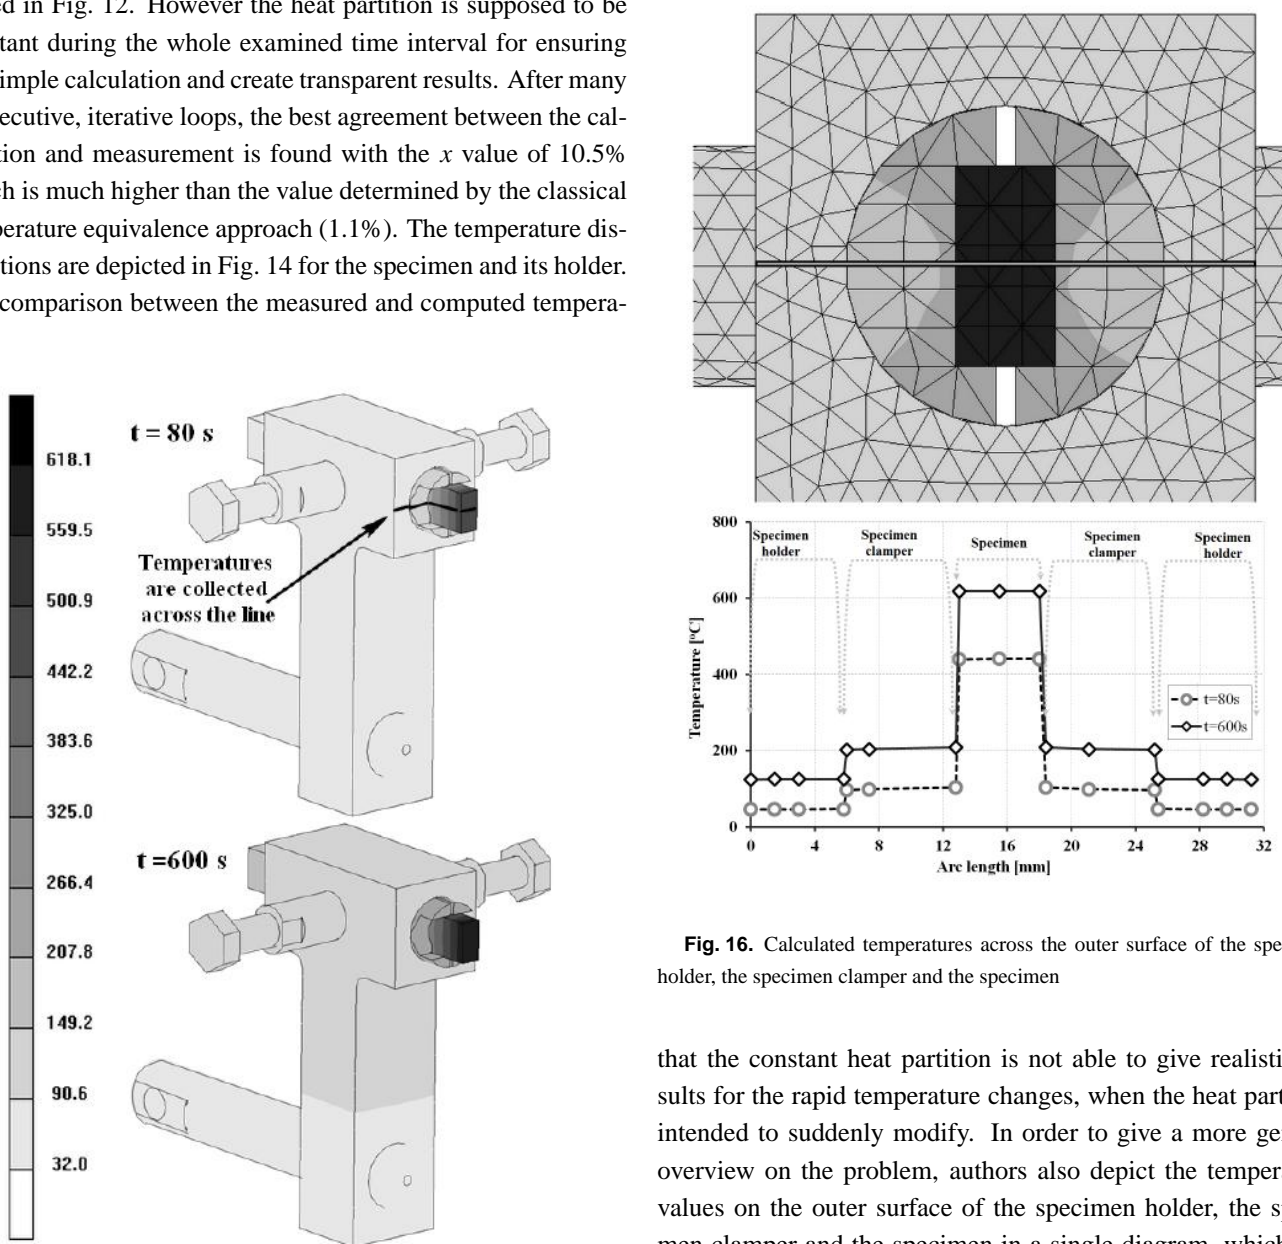 ed in Fig. 12. However the heat partition is supposed to be
tant during the whole examined time interval for ensuring
imple calculation and create transparent results. After many
ecutive, iterative loops, the best agreement between the cal-
tion and measurement is found with the x value of 10.5%
ch is much higher than the value determined by the classical
perature equivalence approach (1.1%). The temperature dis-
tions are depicted in Fig. 14 for the specimen and its holder.
comparison between the measured and computed tempera-
618.1
559.5
500.9
442.2
383.6
325.0
266.4
207.8
149.2
90.6
32.0
t = 80 s
Temperatures
are collected
across the line
t =600 s
800
600
400
200
0
Temperature [°C]
Specimen
holder
Specimen
clamper
Specimen
Specimen
clamper
Specimen
holder
t=80s
t=600s
0 4 8 12 16 20 24 28 32
Arc length [mm]
Fig. 16. Calculated temperatures across the outer surface of the spe
holder, the specimen clamper and the specimen
that the constant heat partition is not able to give realisti
sults for the rapid temperature changes, when the heat part
intended to suddenly modify. In order to give a more ge
overview on the problem, authors also depict the temper
values on the outer surface of the specimen holder, the sp
men clamper and the specimen in a single diagram, which